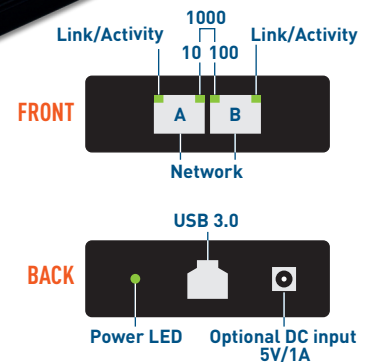 1000
Link/Activity Link/Activity
10 100
FRONT A B
Network
USB 3.0
BACK
Power LED Optional DC input
5V/1A